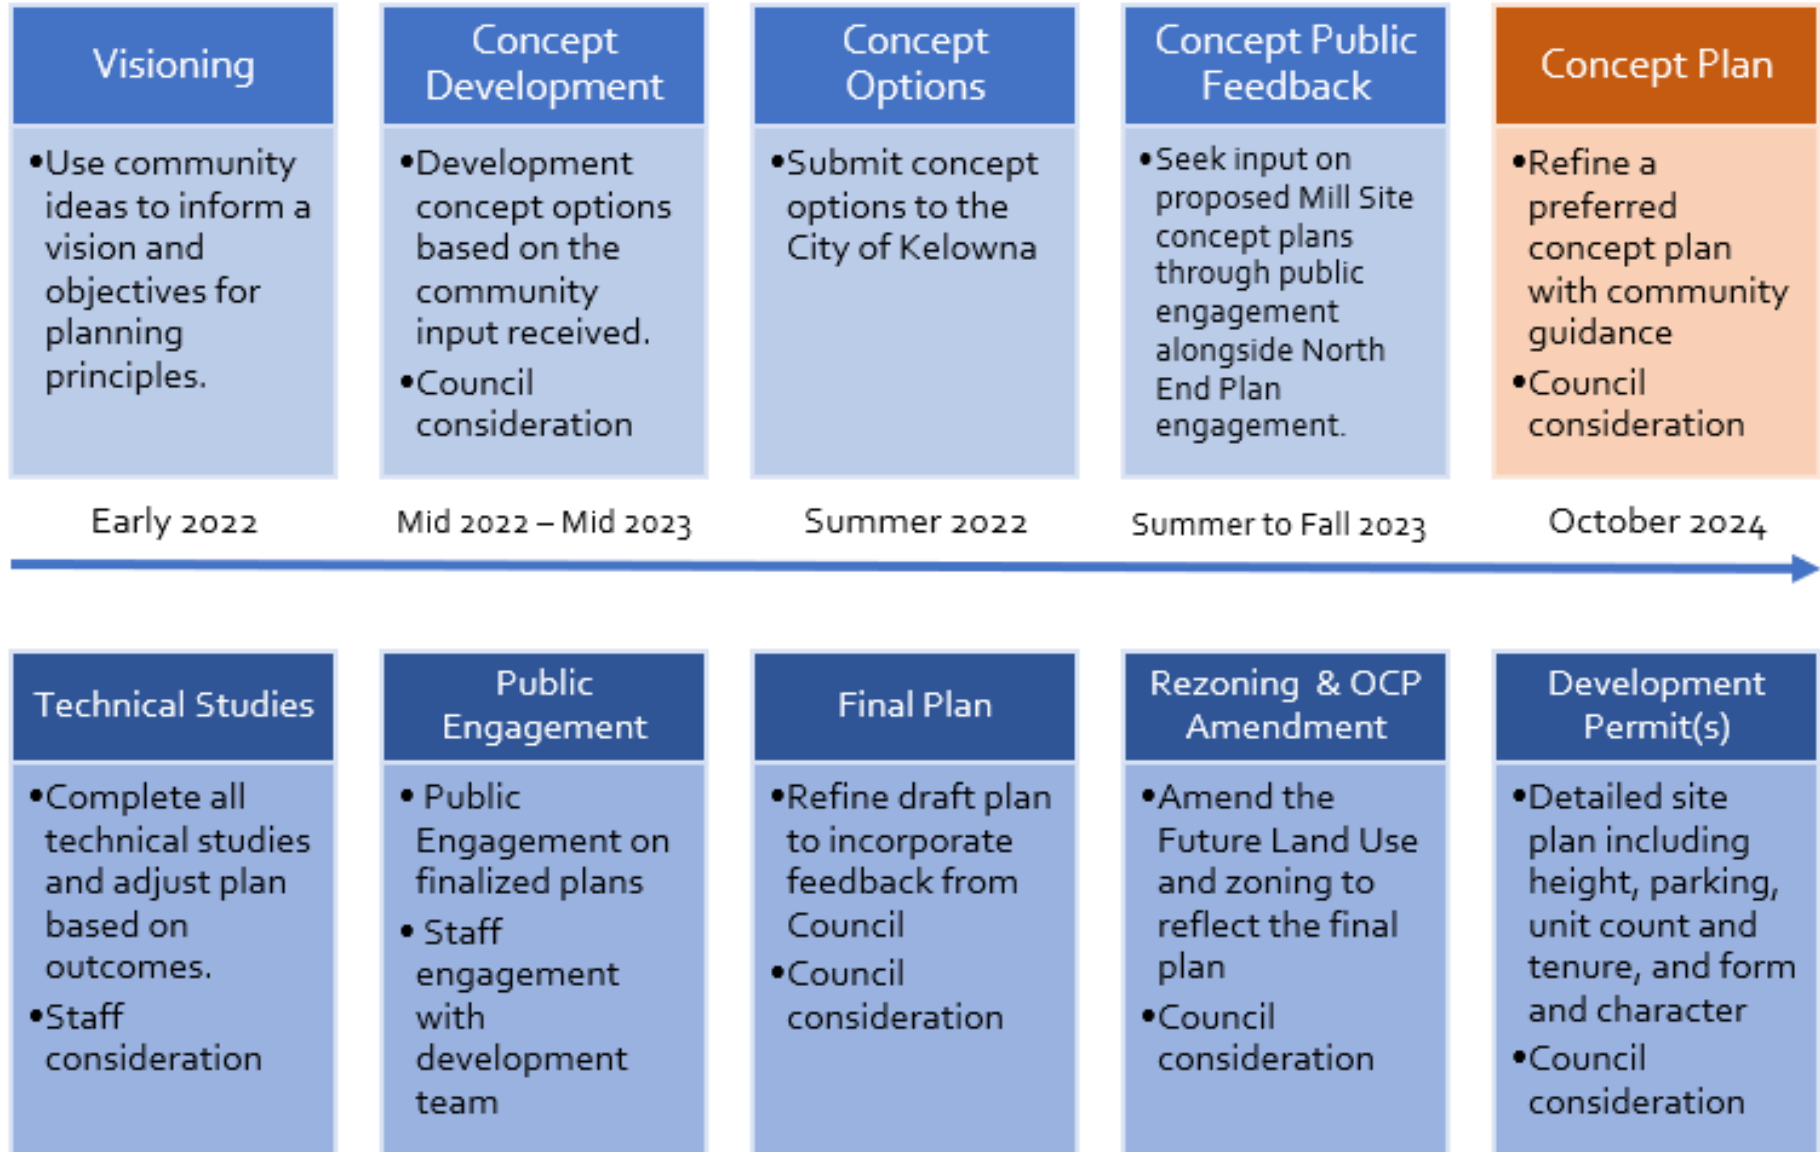 Visioning
•Use community
ideas to inform a
vision and
objectives for
planning
principles.
Early 2022
Concept
Development
•Development
concept options
based on the
community
input received.
•Council
consideration
Mid 2022 – Mid 2023
Concept
Options
•Submit concept
options to the
City of Kelowna
Summer 2022
Concept Public
Feedback
•Seek input on
proposed Mill Site
concept plans
through public
engagement
alongside North
End Plan
engagement.
Summer to Fall 2023
Concept Plan
•Refine a
preferred
concept plan
with community
guidance
•Council
consideration
October 2024
Technical Studies
•Complete all
technical studies
and adjust plan
based on
outcomes.
•Staff
consideration
Public
Engagement
• Public
Engagement on
finalized plans
• Staff
engagement
with
development
team
Final Plan
•Refine draft plan
to incorporate
feedback from
Council
•Council
consideration
Rezoning & OCP
Amendment
•Amend the
Future Land Use
and zoning to
reflect the final
plan
•Council
consideration
Development
Permit(s)
•Detailed site
plan including
height, parking,
unit count and
tenure, and form
and character
•Council
consideration